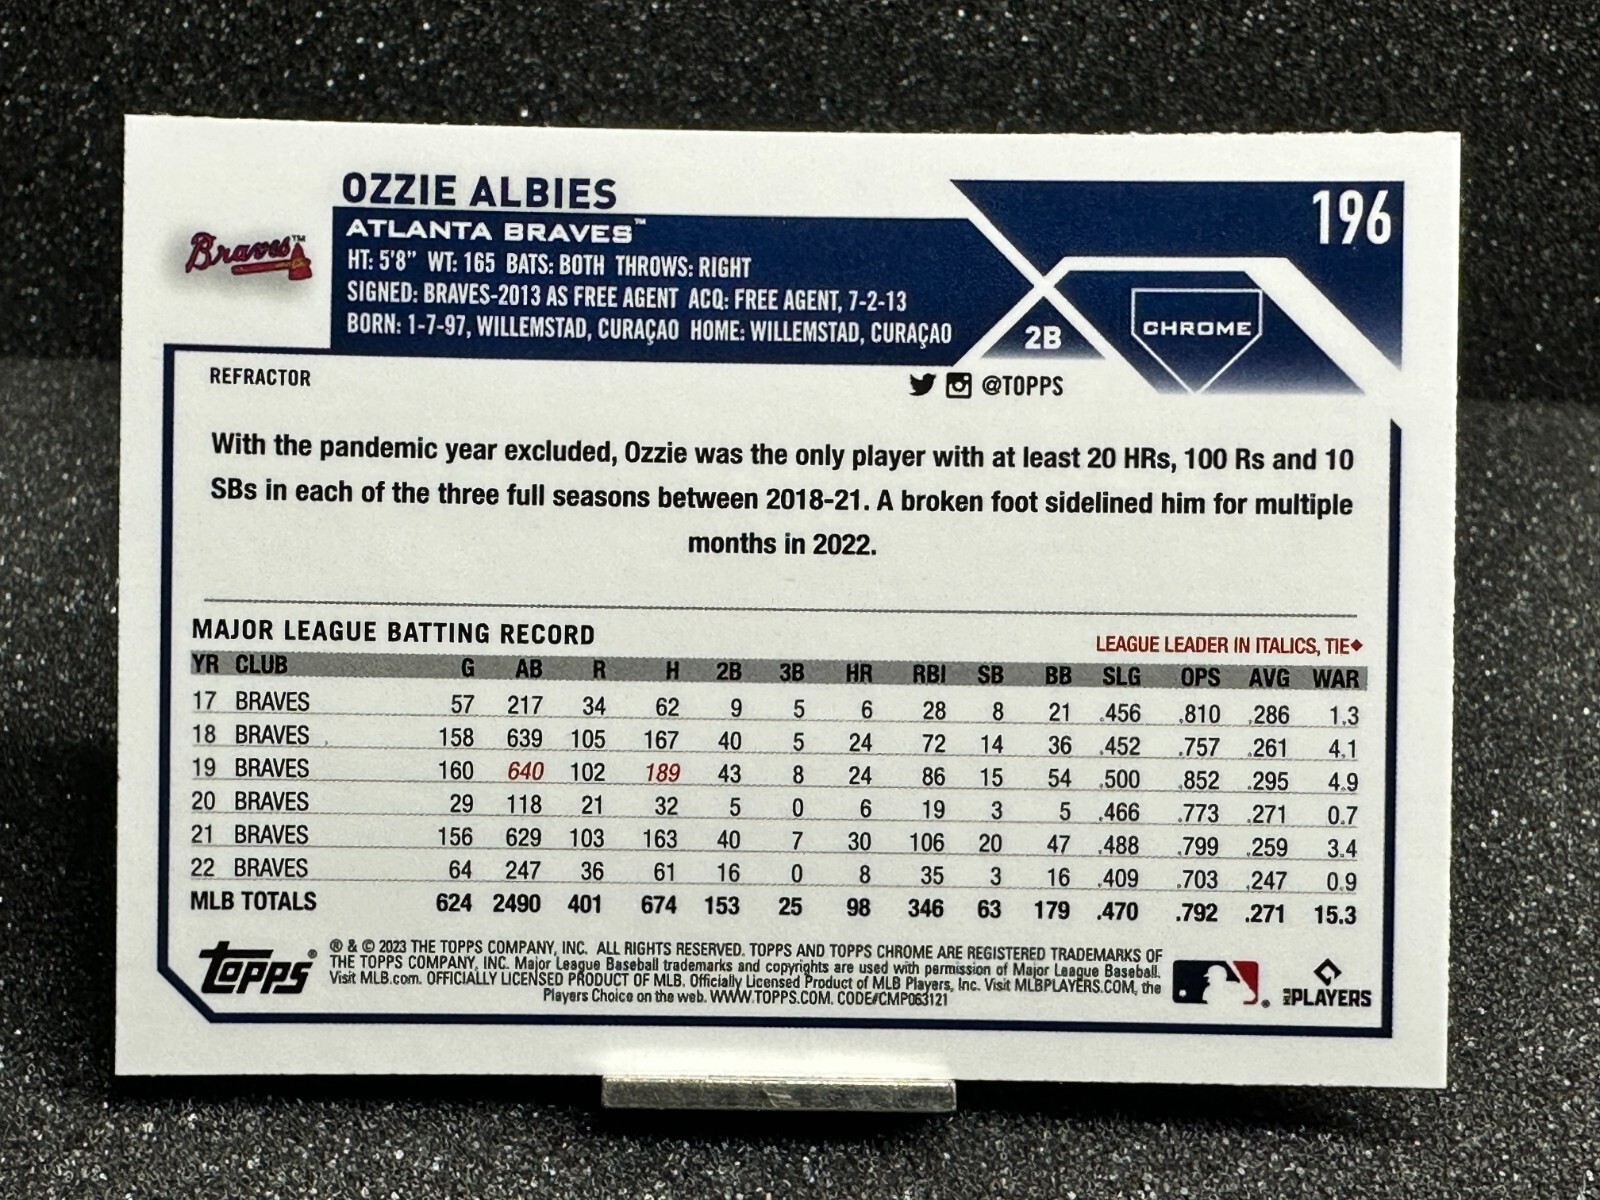 OZZIE ALBIES
196
Braves™
ATLANTA BRAVES™
HT: 5'8" WT: 165 BATS: BOTH THROWS: RIGHT
SIGNED: BRAVES-2013 AS FREE AGENT ACQ: FREE AGENT, 7-2-13
BORN: 1-7-97, WILLEMSTAD, CURAÇAO HOME: WILLEMSTAD, CURAÇAO
2B
CHROME
REFRACTOR
@TOPPS
With the pandemic year excluded, Ozzie was the only player with at least 20 HRs, 100 Rs and 10
SBs in each of the three full seasons between 2018-21. A broken foot sidelined him for multiple
months in 2022.
MAJOR LEAGUE BATTING RECORD
LEAGUE LEADER IN ITALICS, TIE◆
YR CLUB G AB R H 2B 3B HR RBI SB BB SLG OPS AVG WAR
17 BRAVES 57 217 34 62 9 5 6 28 8 21 .456 .810 .286 1.3
18 BRAVES 158 639 105 167 40 5 24 72 14 36 .452 .757 .261 4.1
19 BRAVES 160 640 102 189 43 8 24 86 15 54 .500 .852 .295 4.9
20 BRAVES 29 118 21 32 5 0 6 19 3 5 .466 .773 .271 0.7
21 BRAVES 156 629 103 163 40 7 30 106 20 47 .488 .799 .259 3.4
22 BRAVES 64 247 36 61 16 0 8 35 3 16 .409 .703 .247 0.9
MLB TOTALS 624 2490 401 674 153 25 98 346 63 179 .470 .792 .271 15.3
topps®
® & © 2023 THE TOPPS COMPANY, INC. ALL RIGHTS RESERVED. TOPPS AND TOPPS CHROME ARE REGISTERED TRADEMARKS OF
THE TOPPS COMPANY, INC. Major League Baseball trademarks and copyrights are used with permission of Major League Baseball.
Visit MLB.com. OFFICIALLY LICENSED PRODUCT OF MLB. Officially Licensed Product of MLB Players, Inc. Visit MLBPLAYERS.COM, the
Players Choice on the web. WWW.TOPPS.COM. CODE#CMP063121
®
MLB PLAYERS